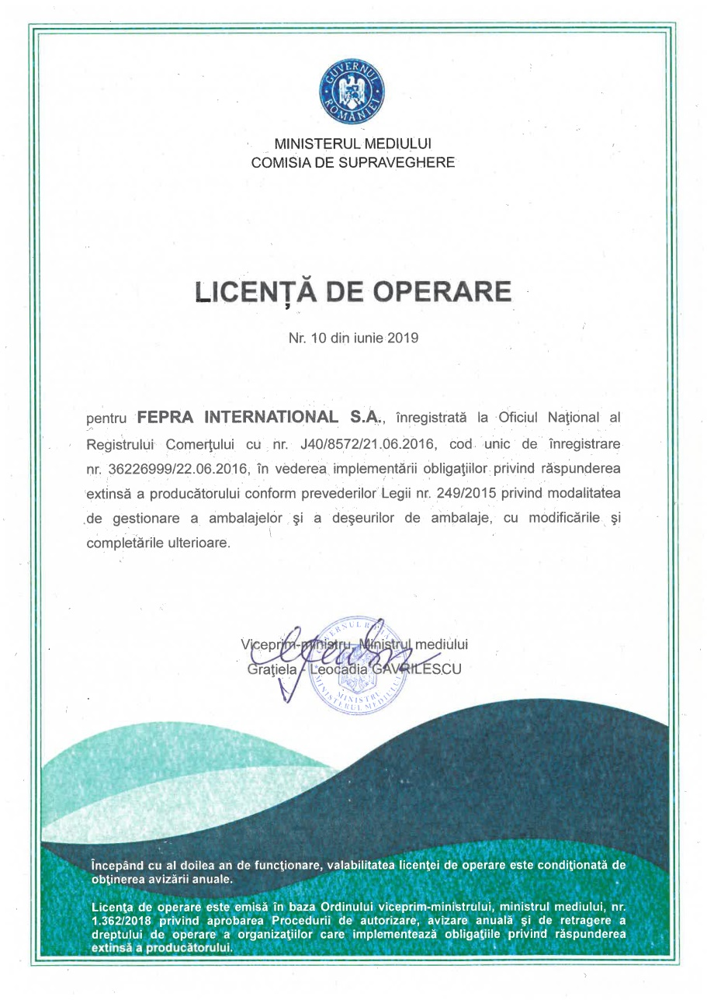 GUVERNUL ROMÂNIEI
MINISTERUL MEDIULUI
COMISIA DE SUPRAVEGHERE
LICENȚĂ DE OPERARE
Nr. 10 din iunie 2019
pentru FEPRA INTERNATIONAL S.A., înregistrată la Oficiul Naţional al
Registrului Comerţului cu nr. J40/8572/21.06.2016, cod unic de înregistrare
nr. 36226999/22.06.2016, în vederea implementării obligaţiilor privind răspunderea
extinsă a producătorului conform prevederilor Legii nr. 249/2015 privind modalitatea
de gestionare a ambalajelor şi a deşeurilor de ambalaje, cu modificările şi
completările ulterioare.
Viceprim-ministru, Ministrul mediului
Graţiela - Leocadia GAVRILESCU
MINISTRU
MINISTERUL MEDIULUI
Începând cu al doilea an de funcţionare, valabilitatea licenţei de operare este condiţionată de
obţinerea avizării anuale.
Licenţa de operare este emisă în baza Ordinului viceprim-ministrului, ministrul mediului, nr.
1.362/2018 privind aprobarea Procedurii de autorizare, avizare anuală şi de retragere a
dreptului de operare a organizaţiilor care implementează obligaţiile privind răspunderea
extinsă a producătorului.